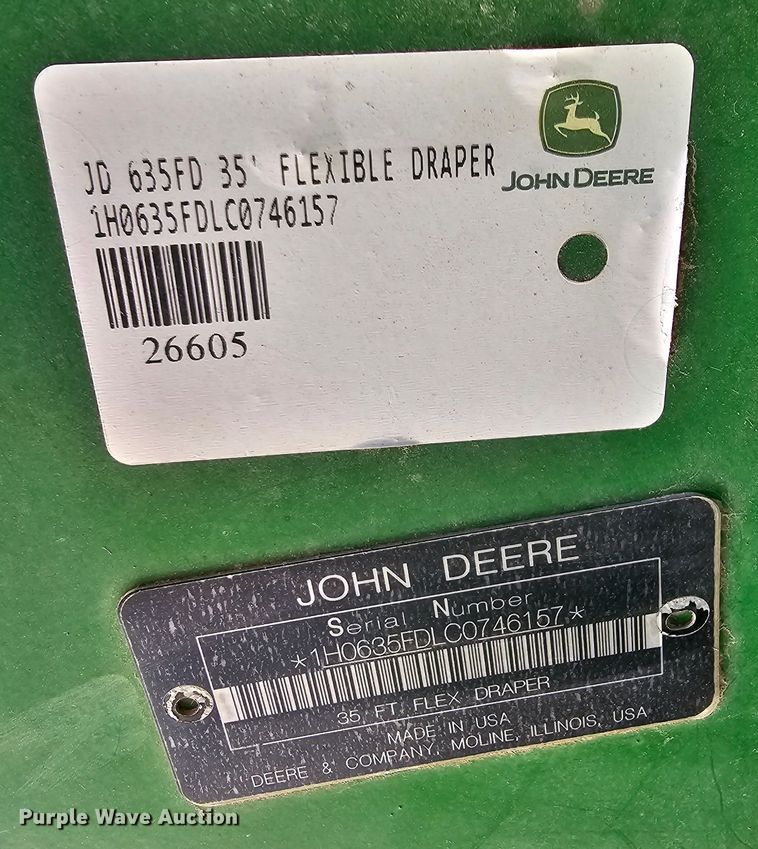 JD 635FD 35' FLEXIBLE DRAPER
1H0635FDLC0746157
26605
JOHN DEERE
JOHN DEERE
Serial Number
*1H0635FDLC0746157*
35 FT FLEX DRAPER
MADE IN USA
DEERE & COMPANY, MOLINE, ILLINOIS, USA
Purple Wave Auction